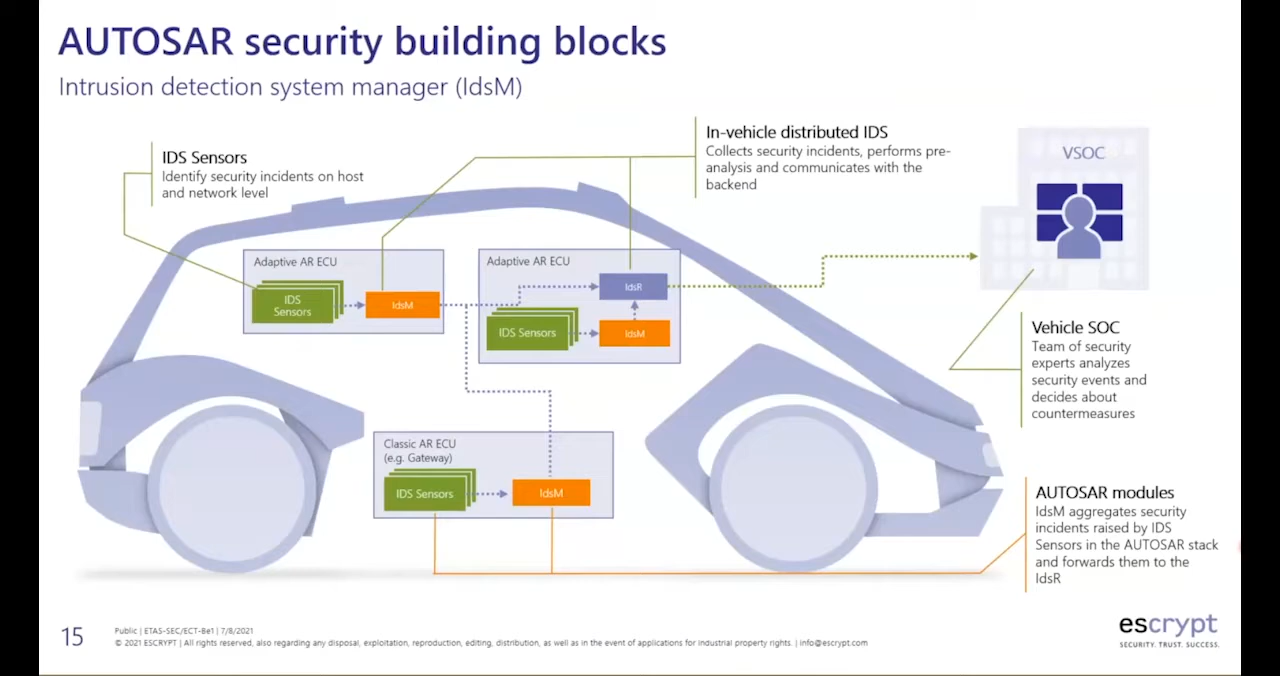 AUTOSAR security building blocks
Intrusion detection system manager (IdsM)
IDS Sensors
Identify security incidents on host
and network level
In-vehicle distributed IDS
Collects security incidents, performs pre-
analysis and communicates with the
backend
VSOC
Adaptive AR ECU
IDS
Sensors
IdsM
Adaptive AR ECU
IdsR
IDS Sensors
IdsM
Vehicle SOC
Team of security
experts analyzes
security events and
decides about
countermeasures
Classic AR ECU
(e.g. Gateway)
IDS Sensors
IdsM
AUTOSAR modules
IdsM aggregates security
incidents raised by IDS
Sensors in the AUTOSAR stack
and forwards them to the
IdsR
15
Public | ETAS-SEC/ECT-Be1 | 7/8/2021
© 2021 ESCRYPT | All rights reserved, also regarding any disposal, exploitation, reproduction, editing, distribution, as well as in the event of applications for industrial property rights. | info@escrypt.com
escrypt
SECURITY. TRUST. SUCCESS.